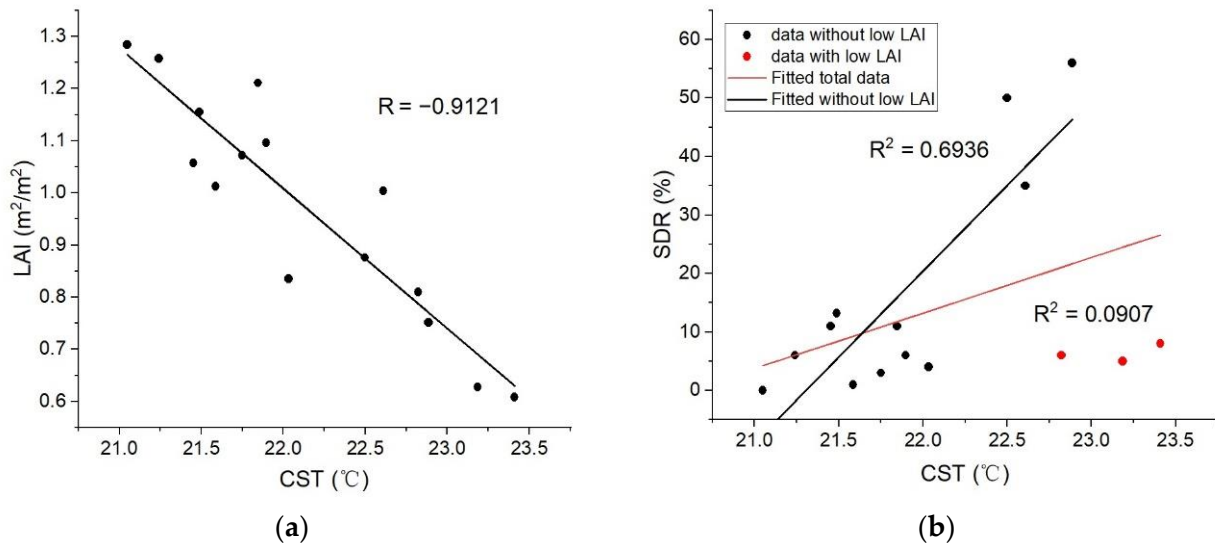 LAI (m²/m²)
1.3
1.2
1.1
1.0
0.9
0.8
0.7
0.6
R = −0.9121
21.0 21.5 22.0 22.5 23.0 23.5
CST (℃)
(a)
SDR (%)
60
50
40
30
20
10
0
data without low LAI
data with low LAI
Fitted total data
Fitted without low LAI
R² = 0.6936
R² = 0.0907
21.0 21.5 22.0 22.5 23.0 23.5
CST (℃)
(b)